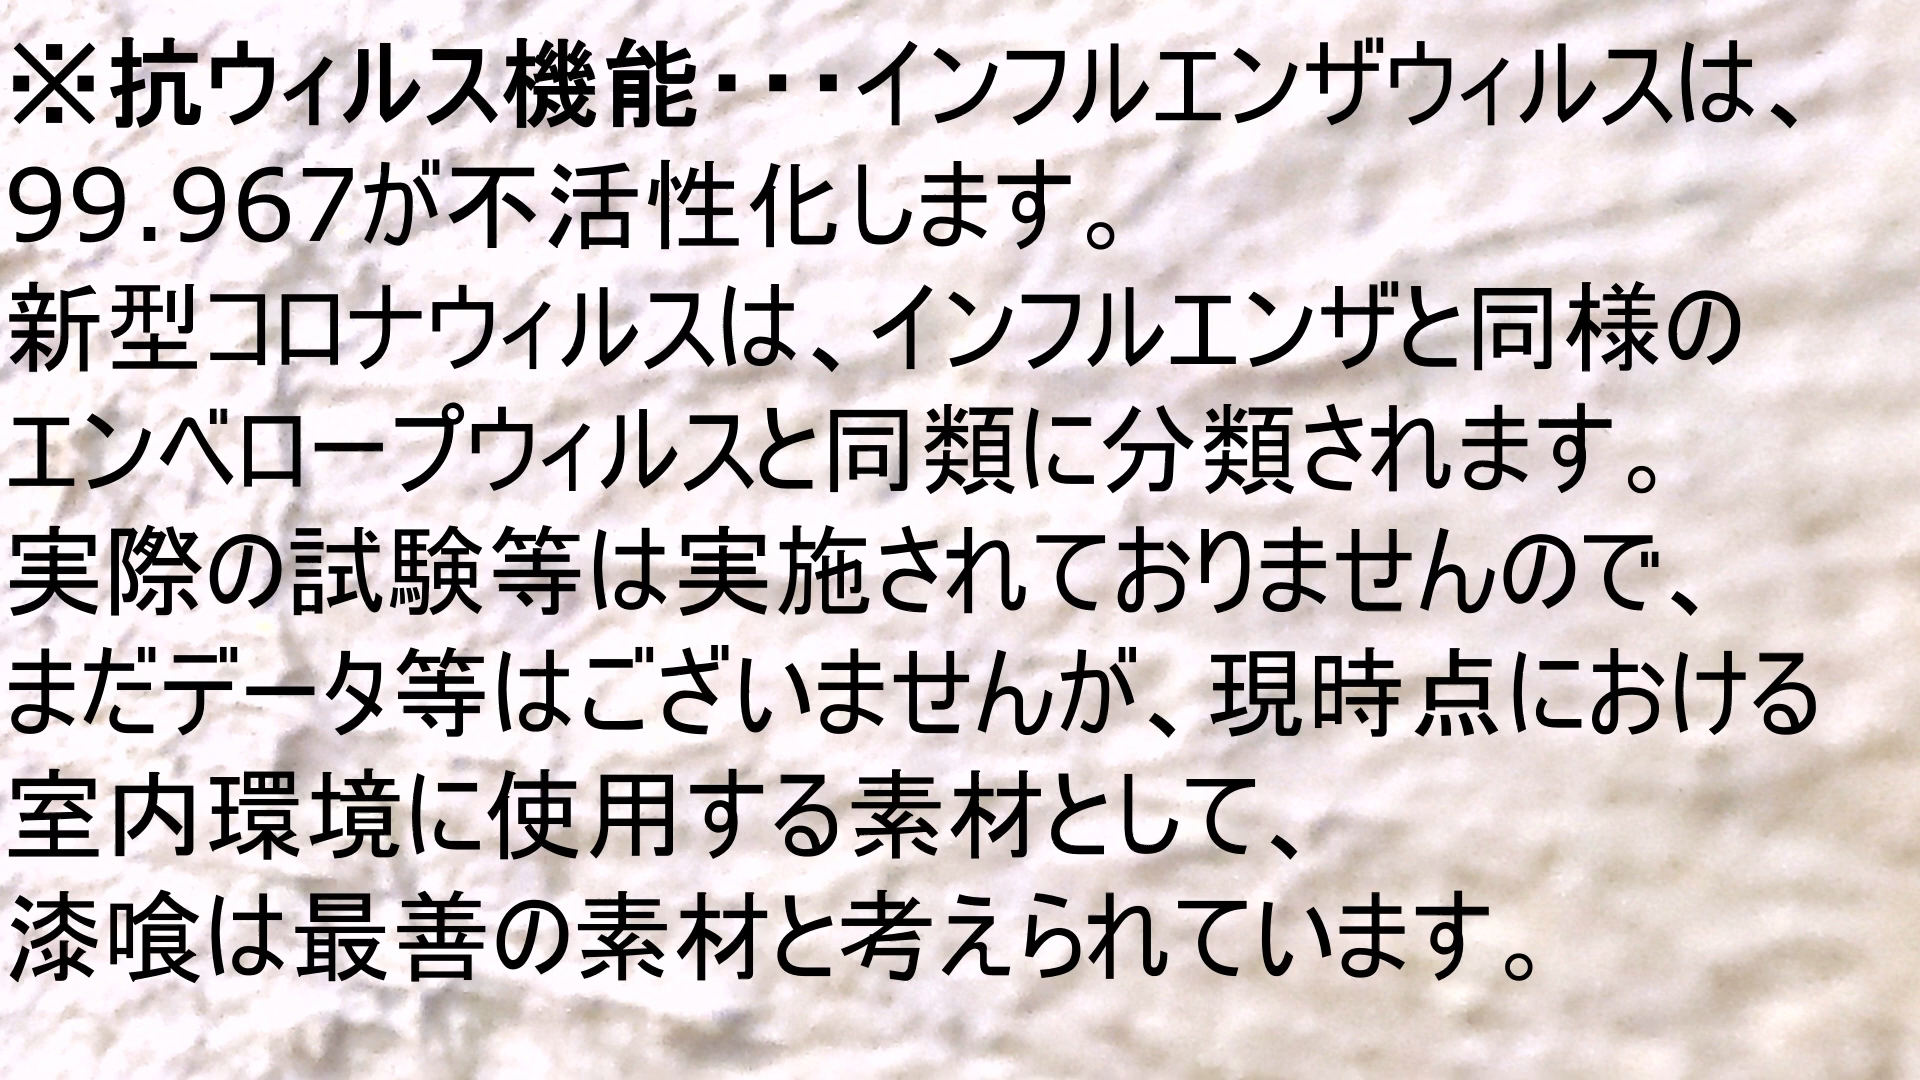 ※抗ウィルス機能・・・インフルエンザウィルスは、
99.967が不活性化します。
新型コロナウィルスは、インフルエンザと同様の
エンベロープウィルスと同類に分類されます。
実際の試験等は実施されておりませんので、
まだデータ等はございませんが、現時点における
室内環境に使用する素材として、
漆喰は最善の素材と考えられています。